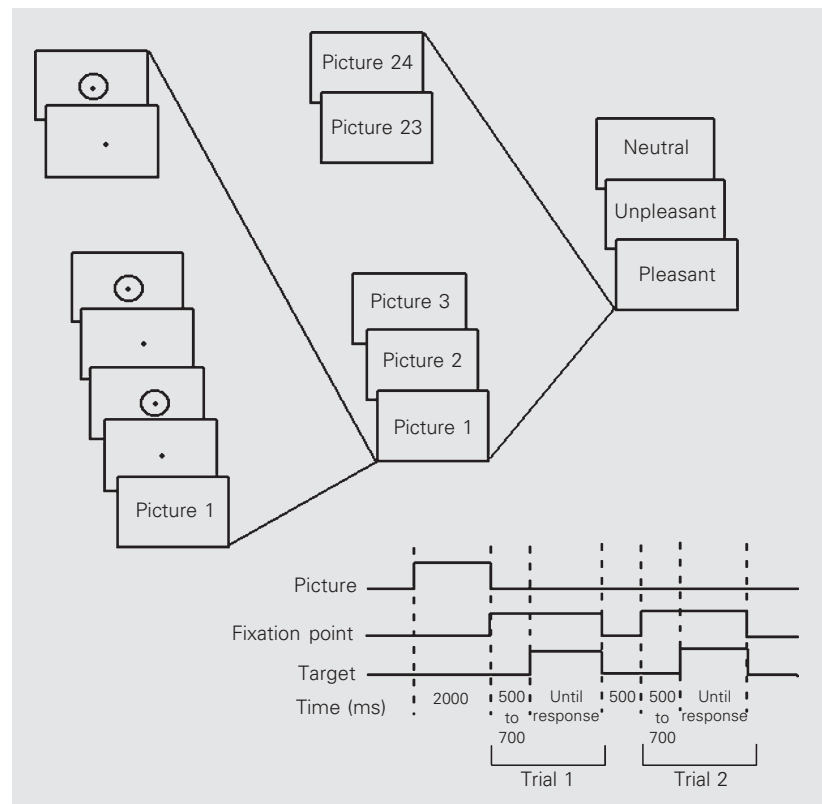 Picture 24
Picture 23
Neutral
Unpleasant
Pleasant
Picture 3
Picture 2
Picture 1
Picture 1
Picture
Fixation point
Target
Time (ms)
2000
500
to
700
Until
response
500
500
to
700
Until
response
Trial 1
Trial 2